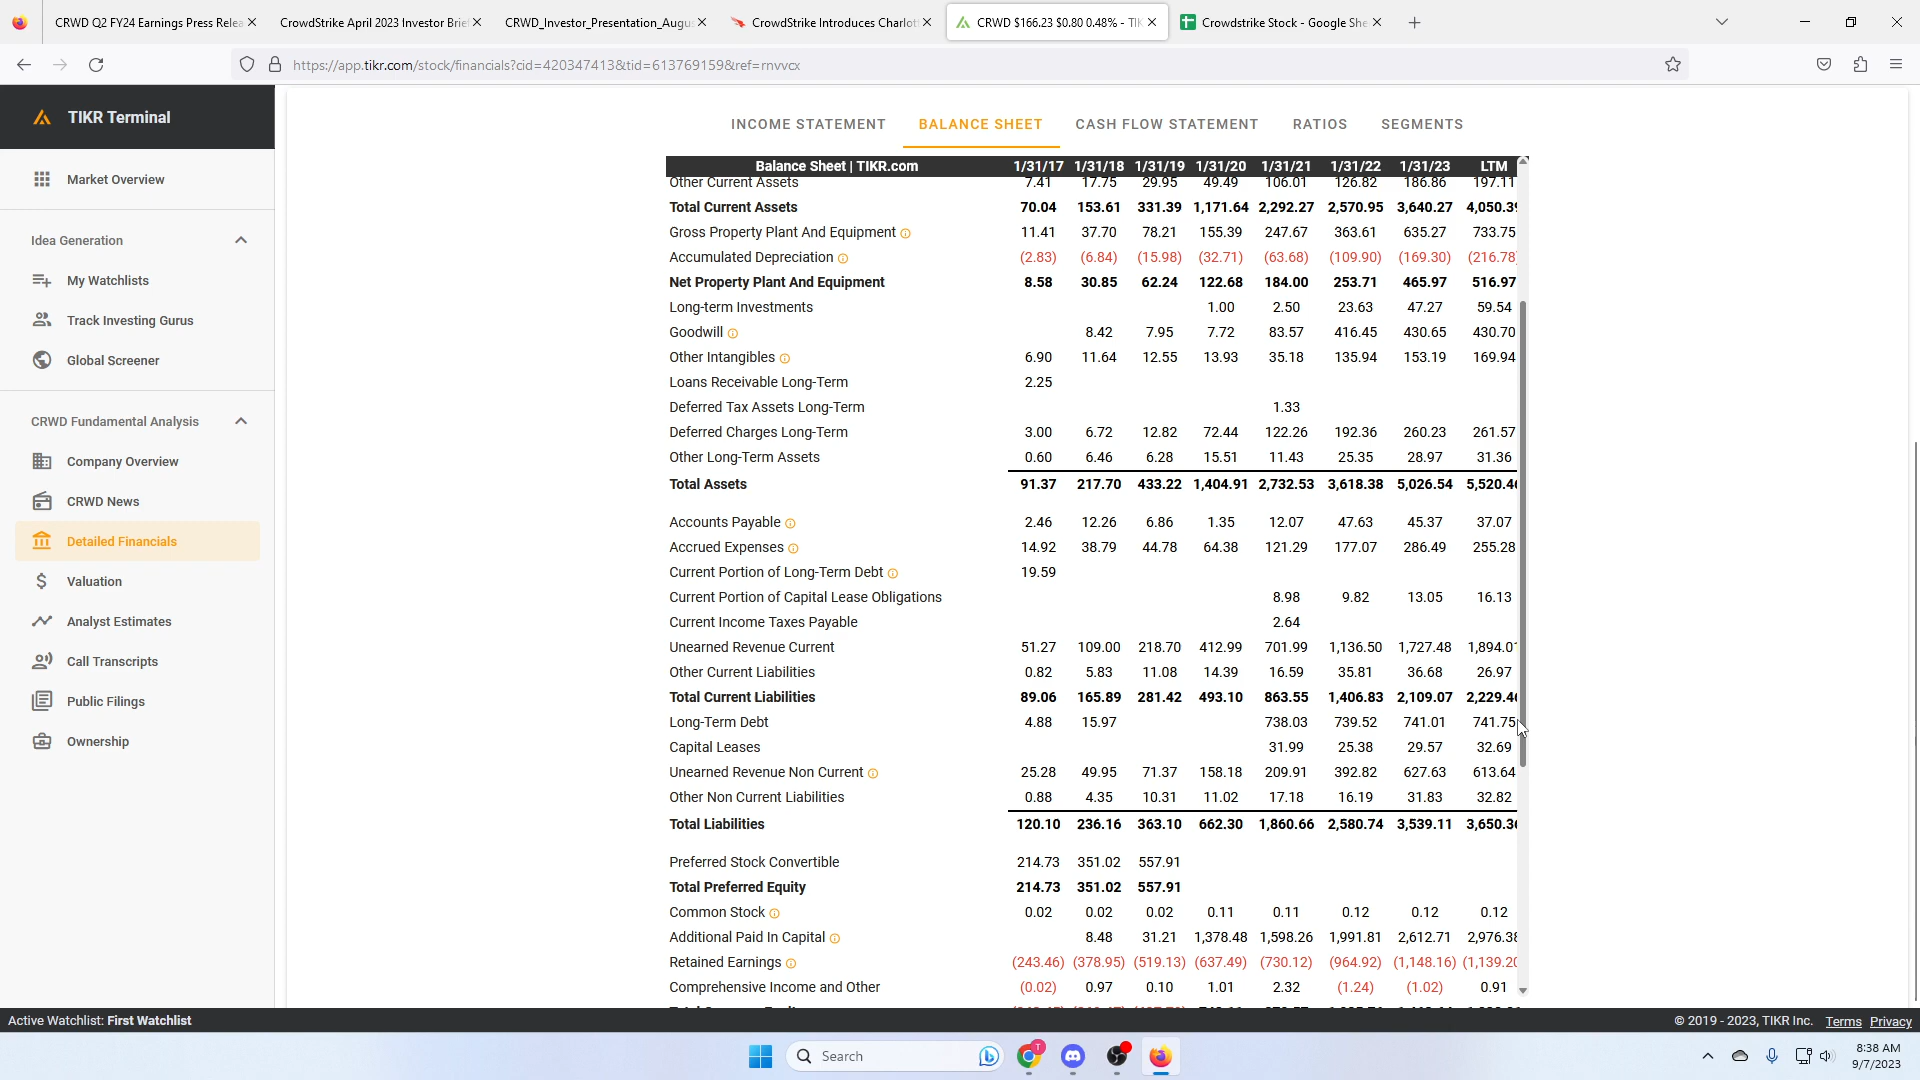 CRWD Q2 FY24 Earnings Press Relea
CrowdStrike April 2023 Investor Brief
CRWD_Investor_Presentation_Augus
CrowdStrike Introduces Charlot
CRWD $166.23 $0.80 0.48% - TIK
Crowdstrike Stock - Google She
https://app.tikr.com/stock/financials?cid=420347413&tid=613769159&ref=rnvvcx
TIKR Terminal
Market Overview
Idea Generation
My Watchlists
Track Investing Gurus
Global Screener
CRWD Fundamental Analysis
Company Overview
CRWD News
Detailed Financials
Valuation
Analyst Estimates
Call Transcripts
Public Filings
Ownership
INCOME STATEMENT BALANCE SHEET CASH FLOW STATEMENT RATIOS SEGMENTS
Balance Sheet | TIKR.com 1/31/17 1/31/18 1/31/19 1/31/20 1/31/21 1/31/22 1/31/23 LTM
Other Current Assets 7.41 17.75 29.95 49.49 106.01 126.82 186.86 197.11
Total Current Assets 70.04 153.61 331.39 1,171.64 2,292.27 2,570.95 3,640.27 4,050.39
Gross Property Plant And Equipment 11.41 37.70 78.21 155.39 247.67 363.61 635.27 733.75
Accumulated Depreciation (2.83) (6.84) (15.98) (32.71) (63.68) (109.90) (169.30) (216.78)
Net Property Plant And Equipment 8.58 30.85 62.24 122.68 184.00 253.71 465.97 516.97
Long-term Investments 1.00 2.50 23.63 47.27 59.54
Goodwill 8.42 7.95 7.72 83.57 416.45 430.65 430.70
Other Intangibles 6.90 11.64 12.55 13.93 35.18 135.94 153.19 169.94
Loans Receivable Long-Term 2.25
Deferred Tax Assets Long-Term 1.33
Deferred Charges Long-Term 3.00 6.72 12.82 72.44 122.26 192.36 260.23 261.57
Other Long-Term Assets 0.60 6.46 6.28 15.51 11.43 25.35 28.97 31.36
Total Assets 91.37 217.70 433.22 1,404.91 2,732.53 3,618.38 5,026.54 5,520.46
Accounts Payable 2.46 12.26 6.86 1.35 12.07 47.63 45.37 37.07
Accrued Expenses 14.92 38.79 44.78 64.38 121.29 177.07 286.49 255.28
Current Portion of Long-Term Debt 19.59
Current Portion of Capital Lease Obligations 8.98 9.82 13.05 16.13
Current Income Taxes Payable 2.64
Unearned Revenue Current 51.27 109.00 218.70 412.99 701.99 1,136.50 1,727.48 1,894.01
Other Current Liabilities 0.82 5.83 11.08 14.39 16.59 35.81 36.68 26.97
Total Current Liabilities 89.06 165.89 281.42 493.10 863.55 1,406.83 2,109.07 2,229.46
Long-Term Debt 4.88 15.97 738.03 739.52 741.01 741.75
Capital Leases 31.99 25.38 29.57 32.69
Unearned Revenue Non Current 25.28 49.95 71.37 158.18 209.91 392.82 627.63 613.64
Other Non Current Liabilities 0.88 4.35 10.31 11.02 17.18 16.19 31.83 32.82
Total Liabilities 120.10 236.16 363.10 662.30 1,860.66 2,580.74 3,539.11 3,650.36
Preferred Stock Convertible 214.73 351.02 557.91
Total Preferred Equity 214.73 351.02 557.91
Common Stock 0.02 0.02 0.02 0.11 0.11 0.12 0.12 0.12
Additional Paid In Capital 8.48 31.21 1,378.48 1,598.26 1,991.81 2,612.71 2,976.38
Retained Earnings (243.46) (378.95) (519.13) (637.49) (730.12) (964.92) (1,148.16) (1,139.20
Comprehensive Income and Other (0.02) 0.97 0.10 1.01 2.32 (1.24) (1.02) 0.91
Active Watchlist: First Watchlist
© 2019 - 2023, TIKR Inc. Terms Privacy
Search
T
8:38 AM
9/7/2023